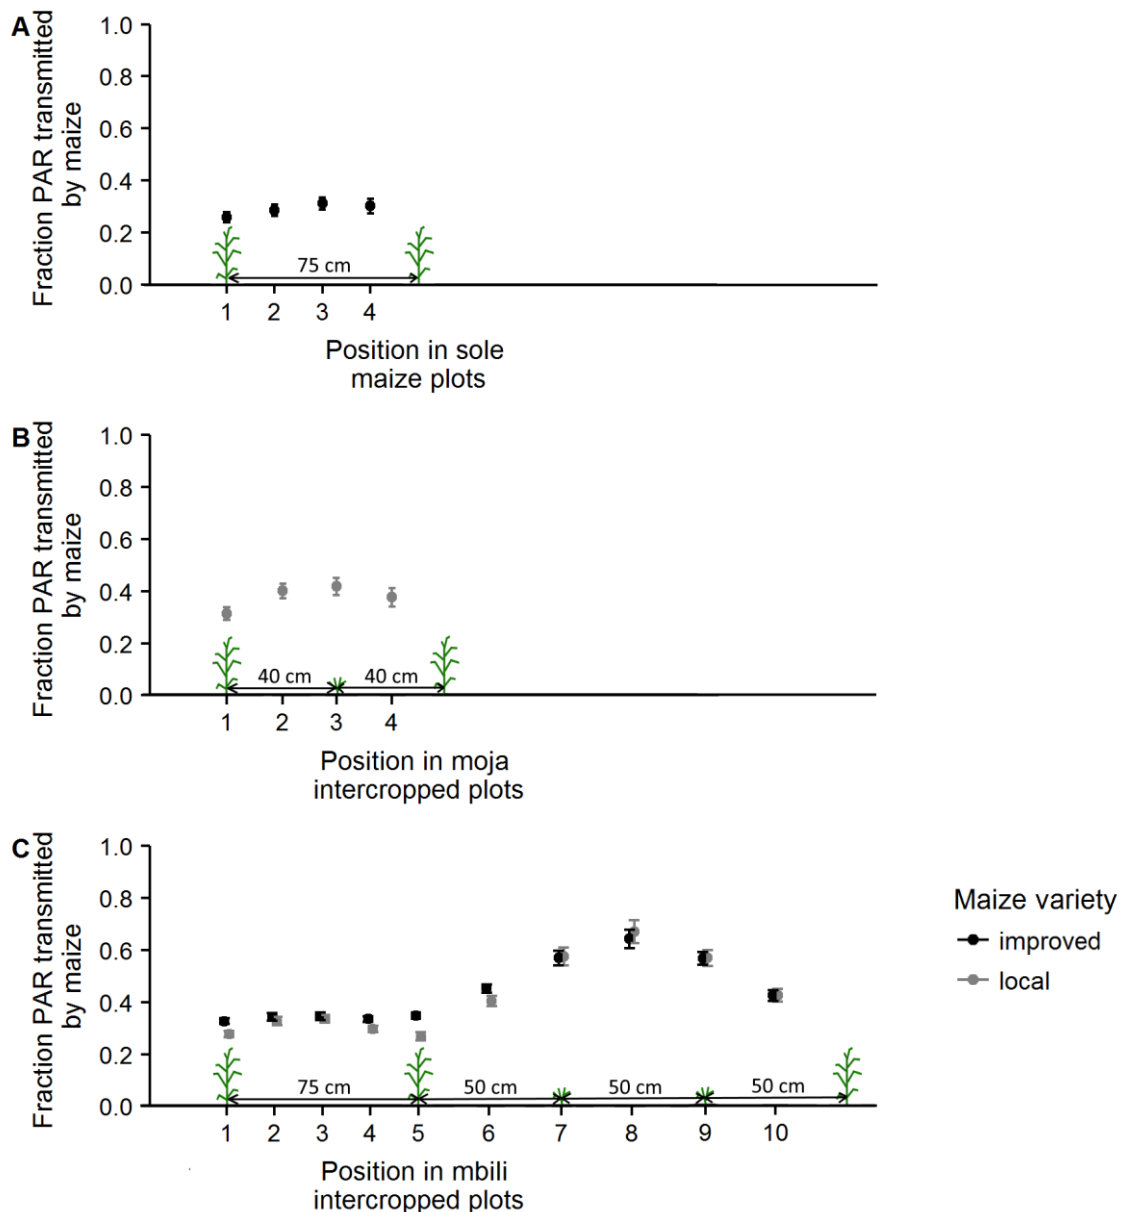 A
Fraction PAR transmitted
by maize
1.0
0.8
0.6
0.4
0.2
0.0
75 cm
1 2 3 4
Position in sole
maize plots
B
Fraction PAR transmitted
by maize
1.0
0.8
0.6
0.4
0.2
0.0
40 cm 40 cm
1 2 3 4
Position in moja
intercropped plots
C
Fraction PAR transmitted
by maize
1.0
0.8
0.6
0.4
0.2
0.0
75 cm 50 cm 50 cm 50 cm
1 2 3 4 5 6 7 8 9 10
Position in mbili
intercropped plots
Maize variety
improved
local